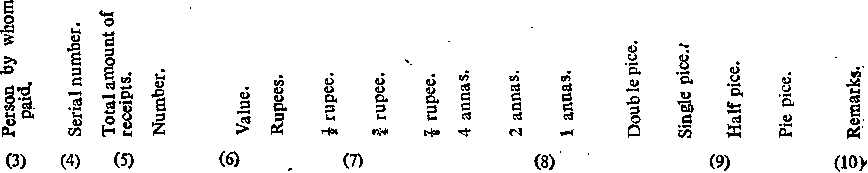 Person by whom
paid.
Serial number.
Total amount of
receipts.
Number.
Value.
Rupees.
½ rupee.
¾ rupee.
⅞ rupee.
4 annas.
2 annas.
1 annas.
Double pice.
Single pice.
Half pice.
Pie pice.
Remarks.
(3) (4) (5) (6) (7) (8) (9) (10)